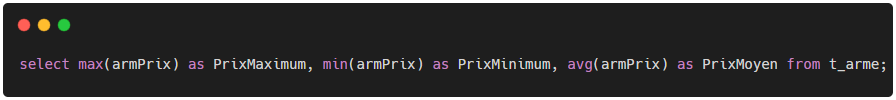 select max(armPrix) as PrixMaximum, min(armPrix) as PrixMinimum, avg(armPrix) as PrixMoyen from t_arme;